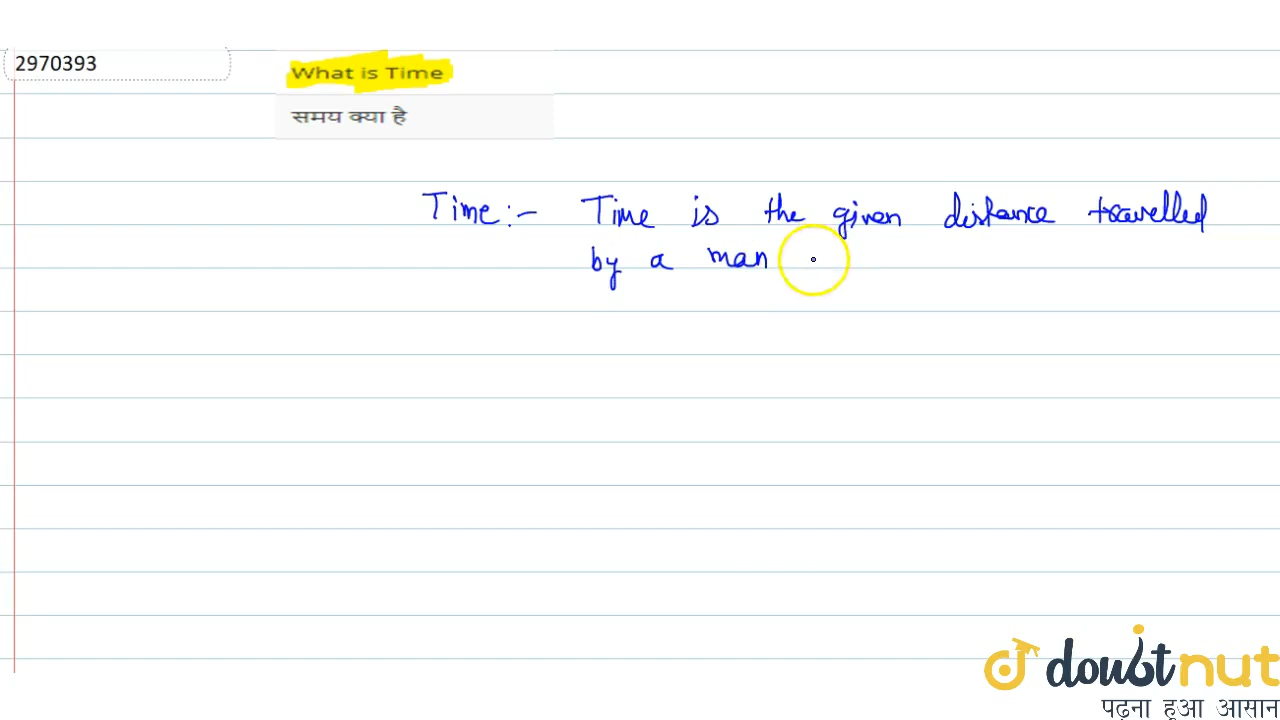 2970393
What is Time
समय क्या है
Time:- Time is the given distance travelled
by a man
doubtnut
पढ़ना हुआ आसान